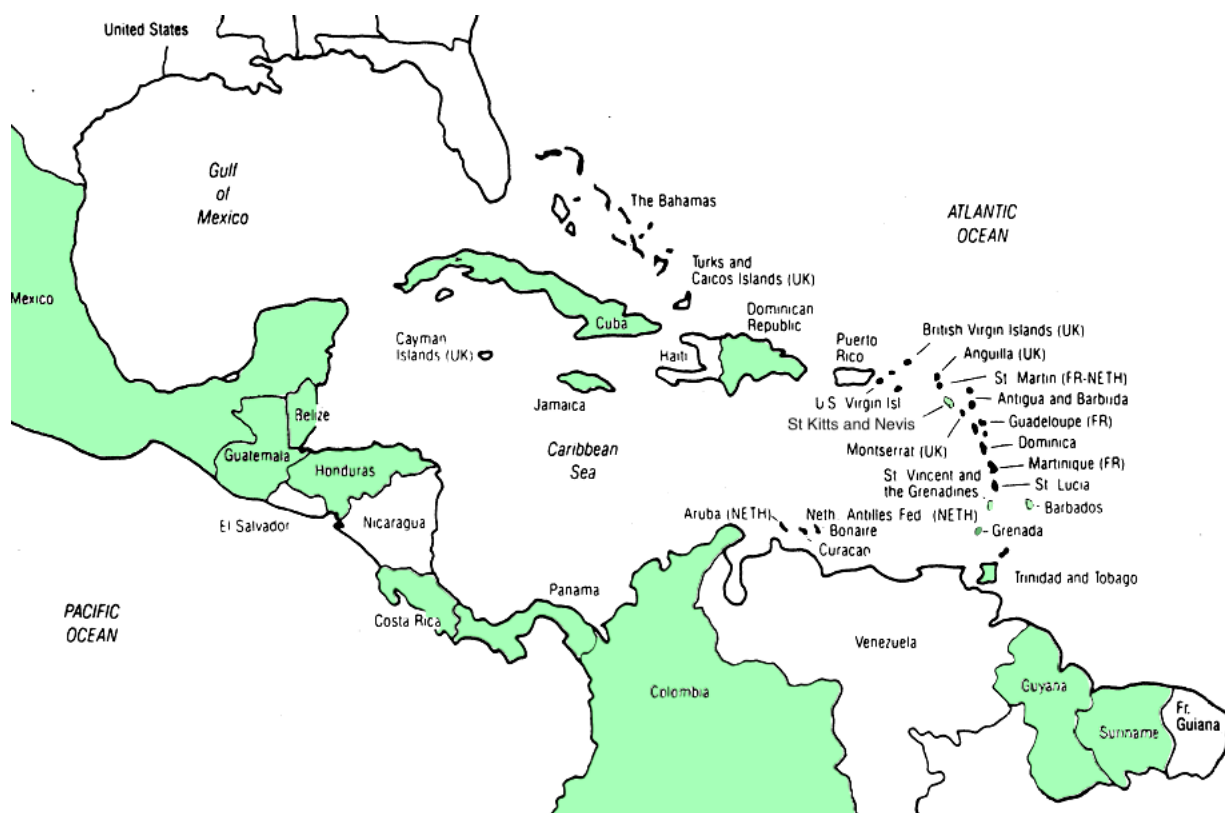 United States
Gulf
of
Mexico
The Bahamas
ATLANTIC
OCEAN
Turks and
Caicos Islands (UK)
Mexico
Cuba
Dominican
Republic
Cayman
Islands (UK)
Haiti
Puerto
Rico
British Virgin Islands (UK)
Anguilla (UK)
St Martin (FR-NETH)
Jamaica
US Virgin Isl
Antigua and Barbuda
St Kitts and Nevis
Guadeloupe (FR)
Belize
Montserrat (UK)
Dominica
Caribbean
Sea
Guatemala
Honduras
Martinique (FR)
St Vincent and
the Grenadines
St Lucia
Barbados
El Salvador
Nicaragua
Aruba (NETH)
Neth Antilles Fed (NETH)
Bonaire
Curacao
Grenada
Trinidad and Tobago
PACIFIC
OCEAN
Costa Rica
Panama
Venezuela
Colombia
Guyana
Suriname
Fr.
Guiana